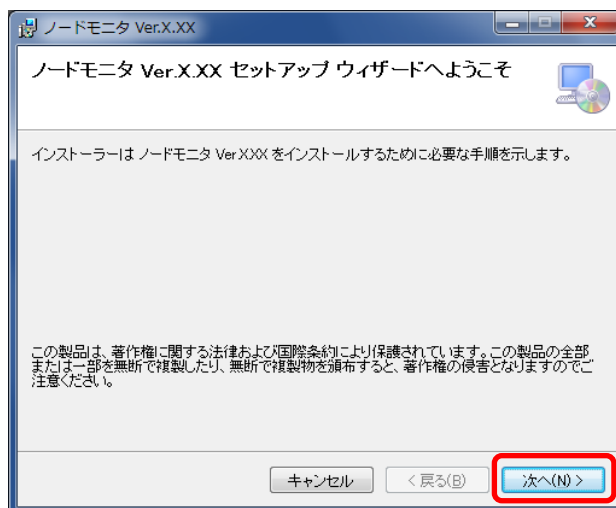 ノードモニタ Ver.X.XX
ノードモニタ Ver.X.XX セットアップ ウィザードへようこそ
インストーラーは ノードモニタ Ver.XXX をインストールするために必要な手順を示します。
この製品は、著作権に関する法律および国際条約により保護されています。この製品の全部
または一部を無断で複製したり、無断で複製物を頒布すると、著作権の侵害となりますのでご
注意ください。
キャンセル
< 戻る(B)
次へ(N) >